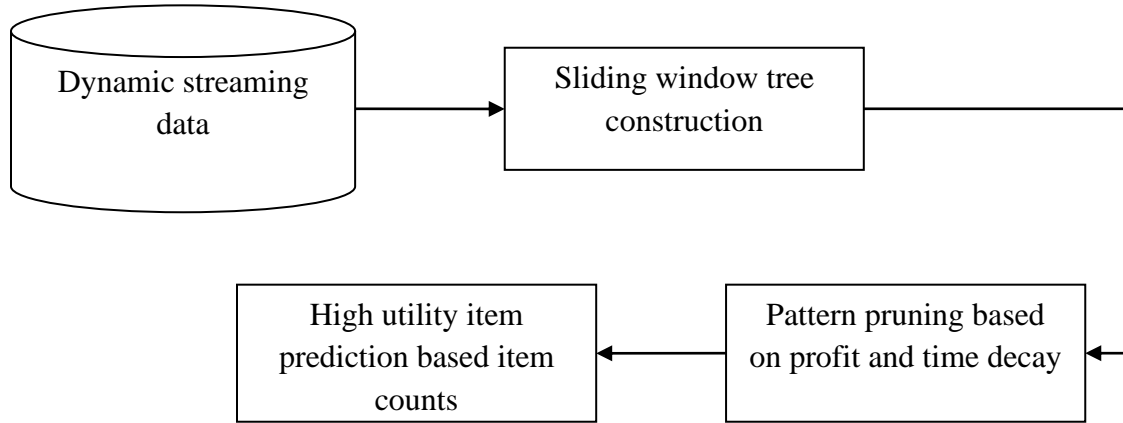 Dynamic streaming
data
Sliding window tree
construction
High utility item
prediction based item
counts
Pattern pruning based
on profit and time decay